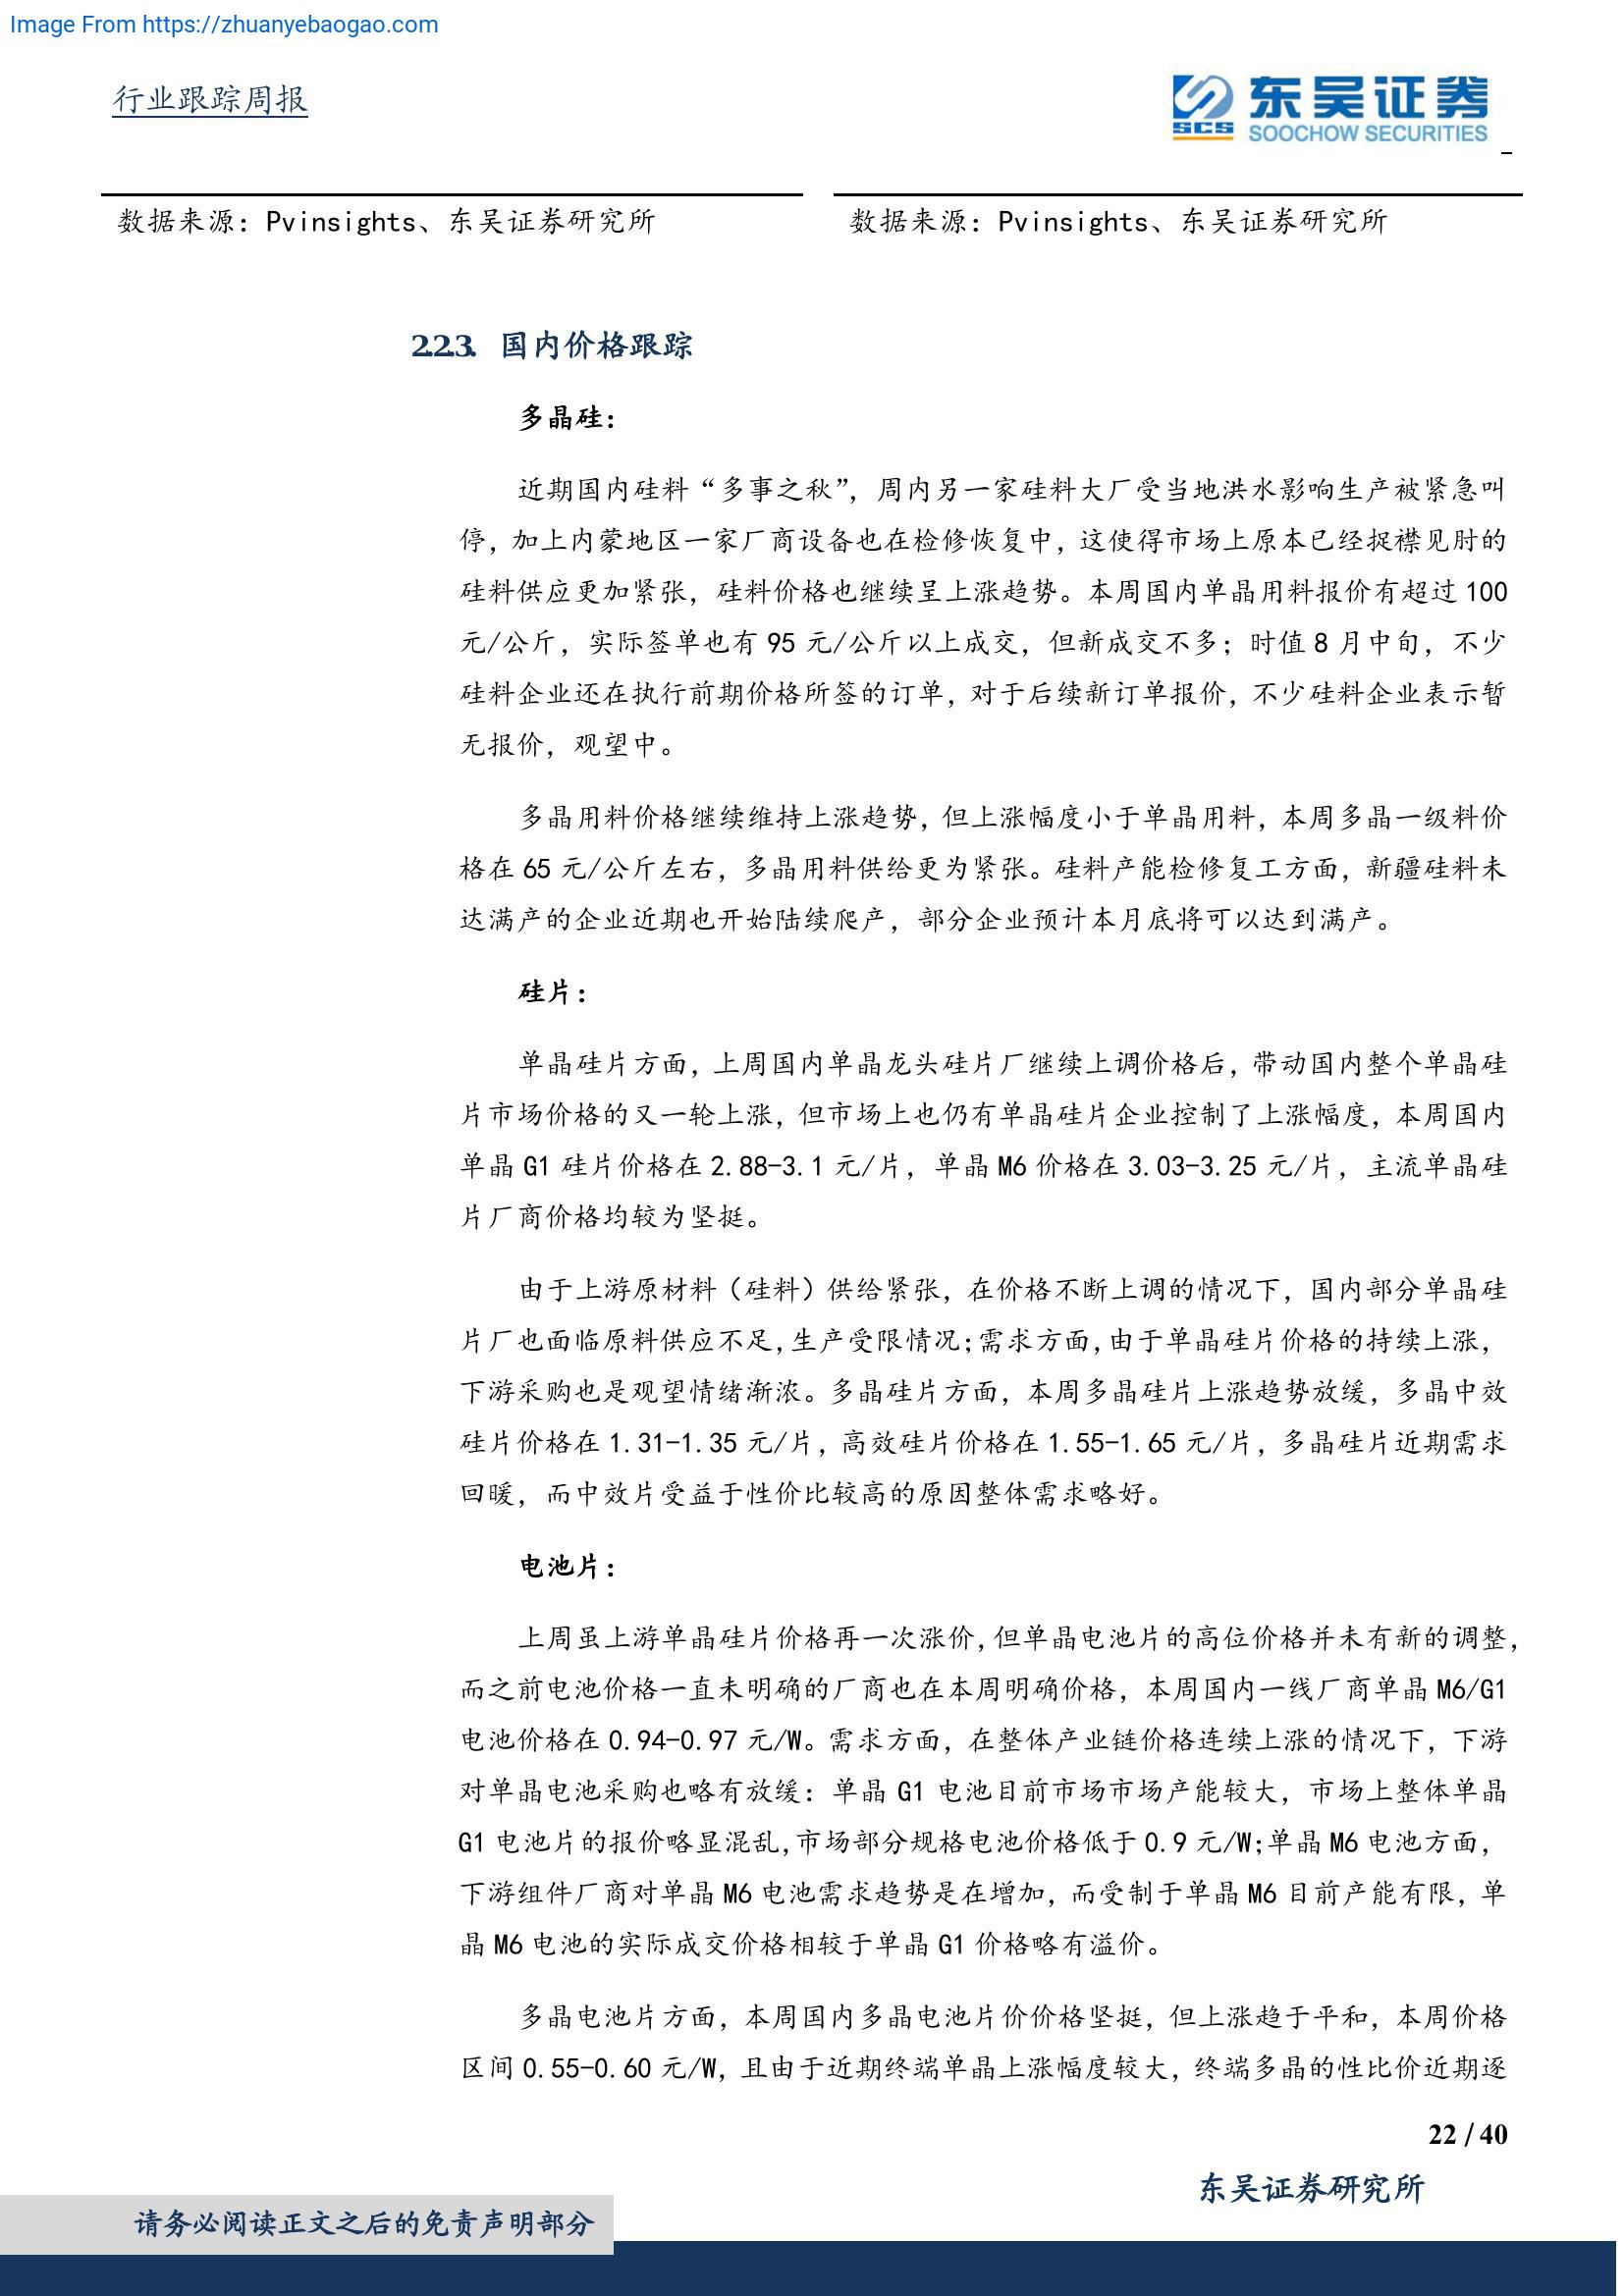 Image From https://zhuanyebaogao.com
行业跟踪周报
东吴证券
SCS
SOOCHOW SECURITIES
数据来源：Pvinsights、东吴证券研究所
数据来源：Pvinsights、东吴证券研究所
2.2.3. 国内价格跟踪
多晶硅：
近期国内硅料“多事之秋”，周内另一家硅料大厂受当地洪水影响生产被紧急叫
停，加上内蒙地区一家厂商设备也在检修恢复中，这使得市场上原本已经捉襟见肘的
硅料供应更加紧张，硅料价格也继续呈上涨趋势。本周国内单晶用料报价有超过 100
元/公斤，实际签单也有 95 元/公斤以上成交，但新成交不多；时值 8 月中旬，不少
硅料企业还在执行前期价格所签的订单，对于后续新订单报价，不少硅料企业表示暂
无报价，观望中。
多晶用料价格继续维持上涨趋势，但上涨幅度小于单晶用料，本周多晶一级料价
格在 65 元/公斤左右，多晶用料供给更为紧张。硅料产能检修复工方面，新疆硅料未
达满产的企业近期也开始陆续爬产，部分企业预计本月底将可以达到满产。
硅片：
单晶硅片方面，上周国内单晶龙头硅片厂继续上调价格后，带动国内整个单晶硅
片市场价格的又一轮上涨，但市场上也仍有单晶硅片企业控制了上涨幅度，本周国内
单晶 G1 硅片价格在 2.88-3.1 元/片，单晶 M6 价格在 3.03-3.25 元/片，主流单晶硅
片厂商价格均较为坚挺。
由于上游原材料（硅料）供给紧张，在价格不断上调的情况下，国内部分单晶硅
片厂也面临原料供应不足,生产受限情况;需求方面,由于单晶硅片价格的持续上涨，
下游采购也是观望情绪渐浓。多晶硅片方面，本周多晶硅片上涨趋势放缓，多晶中效
硅片价格在 1.31-1.35 元/片，高效硅片价格在 1.55-1.65 元/片，多晶硅片近期需求
回暖，而中效片受益于性价比较高的原因整体需求略好。
电池片：
上周虽上游单晶硅片价格再一次涨价,但单晶电池片的高位价格并未有新的调整，
而之前电池价格一直未明确的厂商也在本周明确价格，本周国内一线厂商单晶 M6/G1
电池价格在 0.94-0.97 元/W。需求方面，在整体产业链价格连续上涨的情况下，下游
对单晶电池采购也略有放缓：单晶 G1 电池目前市场市场产能较大，市场上整体单晶
G1 电池片的报价略显混乱,市场部分规格电池价格低于 0.9 元/W;单晶 M6 电池方面，
下游组件厂商对单晶 M6 电池需求趋势是在增加，而受制于单晶 M6 目前产能有限，单
晶 M6 电池的实际成交价格相较于单晶 G1 价格略有溢价。
多晶电池片方面，本周国内多晶电池片价价格坚挺，但上涨趋于平和，本周价格
区间 0.55-0.60 元/W，且由于近期终端单晶上涨幅度较大，终端多晶的性比价近期逐
22 / 40
东吴证券研究所
请务必阅读正文之后的免责声明部分